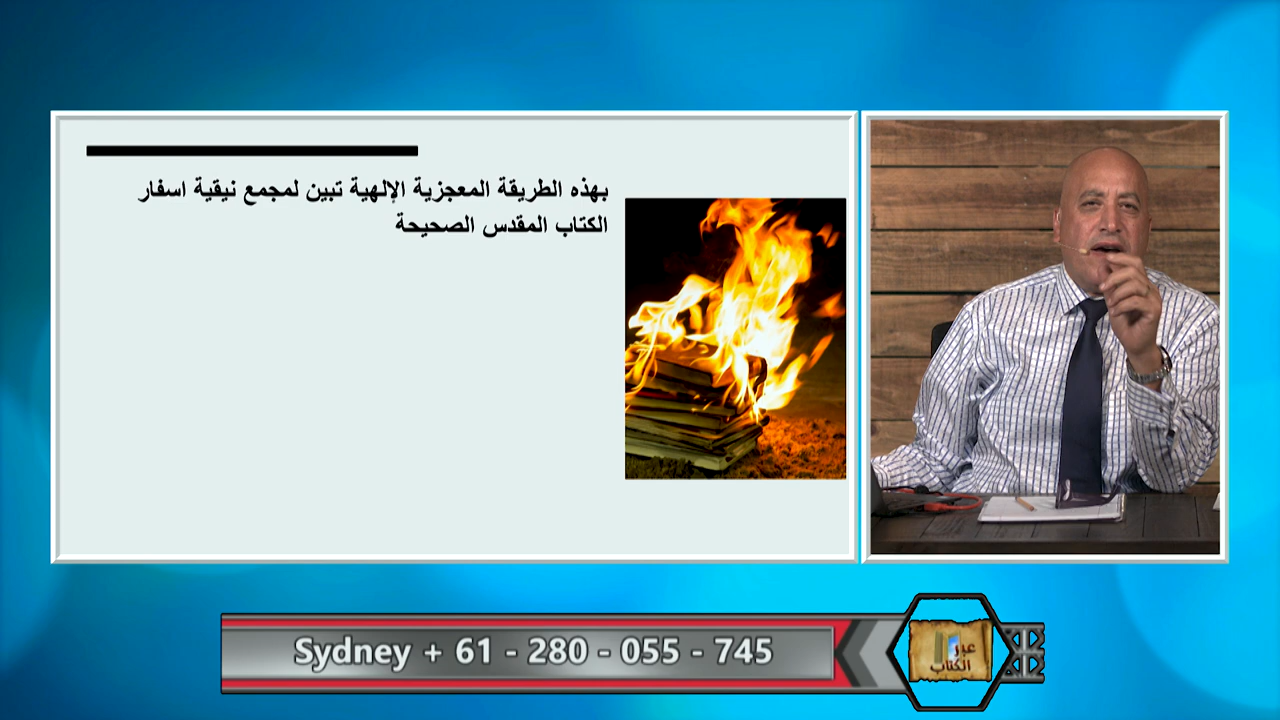 بهذه الطريقة المعجزية الإلهية تبين لمجمع نيقية اسفار
الكتاب المقدس الصحيحة
Sydney + 61 - 280 - 055 - 745
عبر
الكتاب